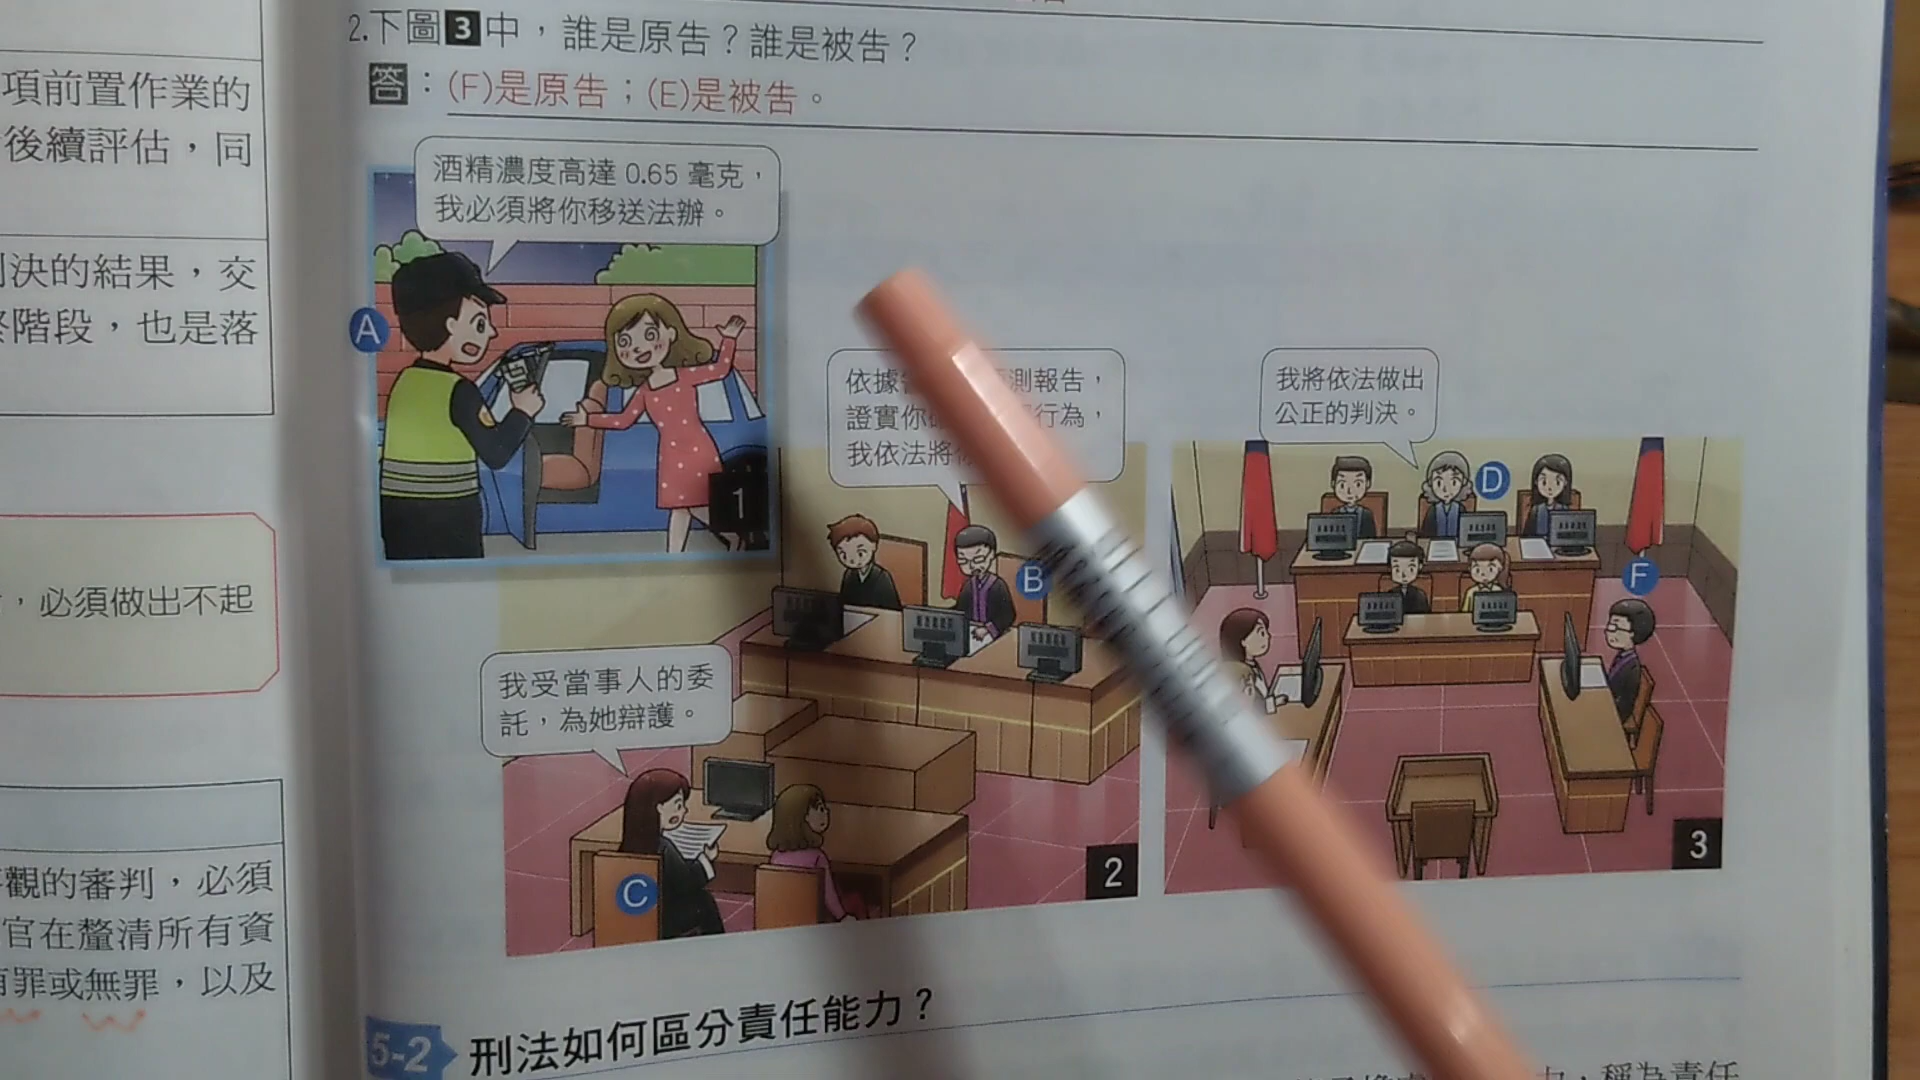 項前置作業的
後續評估，同
決的結果，交
階段，也是落
，必須做出不起
觀的審判，必須
官在釐清所有資
罪或無罪，以及
2.下圖3中，誰是原告？誰是被告？
答：(F)是原告；(E)是被告。
酒精濃度高達 0.65 毫克，
我必須將你移送法辦。
A
1
依據 測報告，
證實你 行為，
我依法將
B
我受當事人的委
託，為她辯護。
C
2
我將依法做出
公正的判決。
D
F
3
5-2 刑法如何區分責任能力？
力，稱為責任